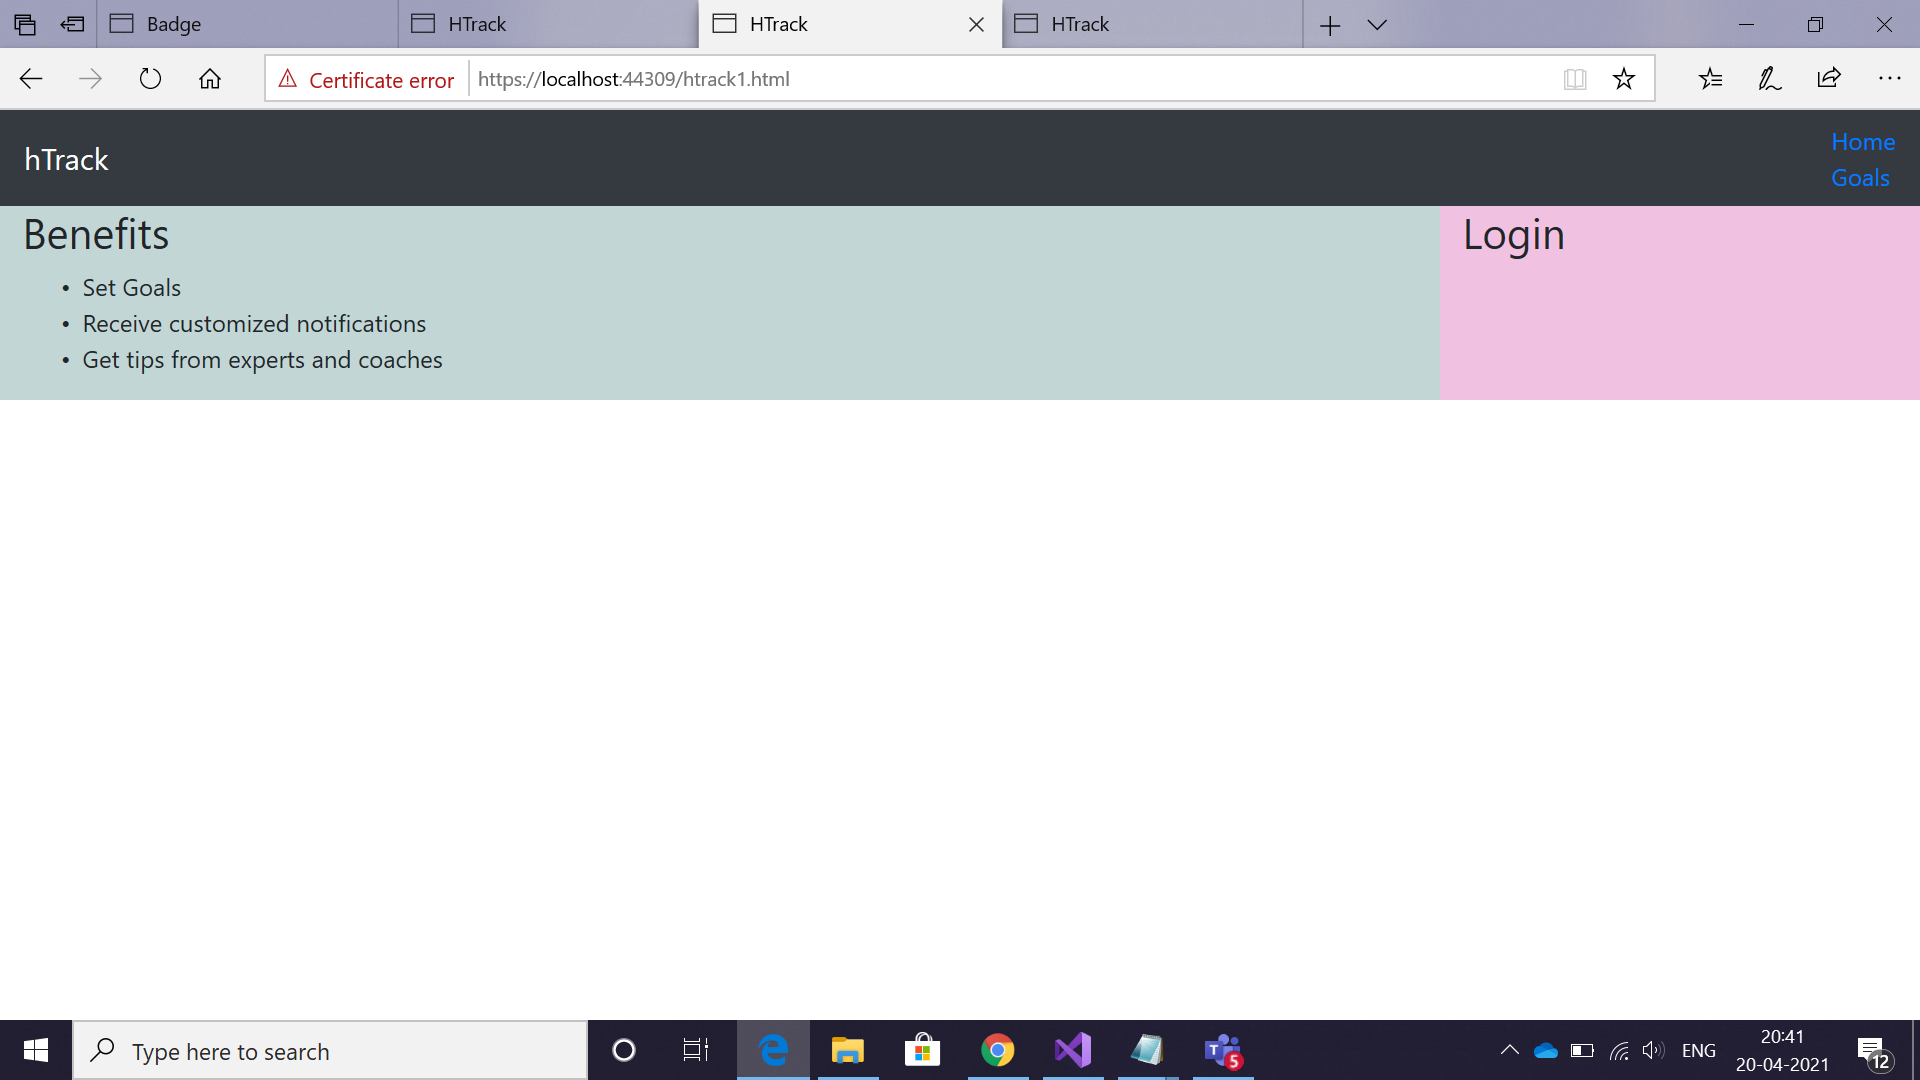 Badge
HTrack
HTrack
HTrack
Certificate error
https://localhost:44309/htrack1.html
hTrack
Home
Goals
Benefits
• Set Goals
• Receive customized notifications
• Get tips from experts and coaches
Login
Type here to search
T
5
ENG
20:41
20-04-2021
12